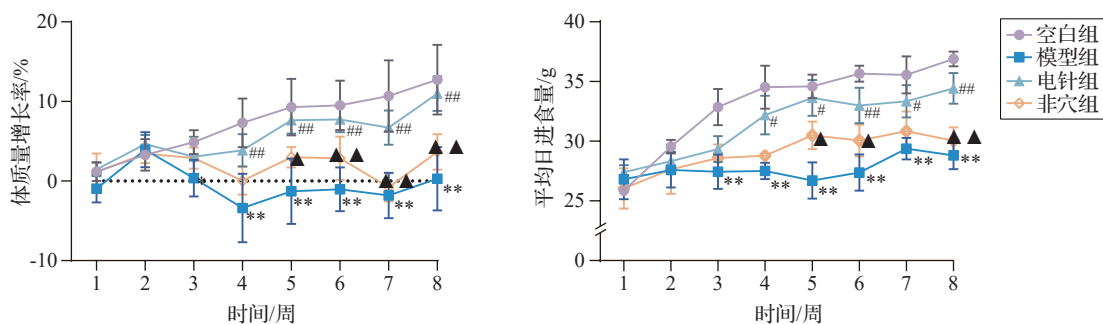 体质量增长率/%
20
10
0
-10
## ## ## ## ##
▲ ▲▲ ▲▲ ▲▲
* ** ** ** ** **
1 2 3 4 5 6 7 8
时间/周
平均日进食量/g
40
35
30
25
0
# # ## # ##
▲ ▲ ▲▲
** ** ** ** ** **
1 2 3 4 5 6 7 8
时间/周
空白组
模型组
电针组
非穴组